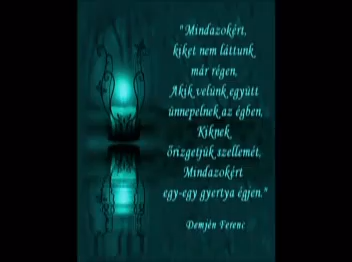 "Mindazokért,
kiket nem láttunk
már régen,
Akik velünk együtt
ünnepelnek az égben,
Kiknek
őrizgetjük szellemét,
Mindazokért
egy-egy gyertya égjen."
Demjén Ferenc